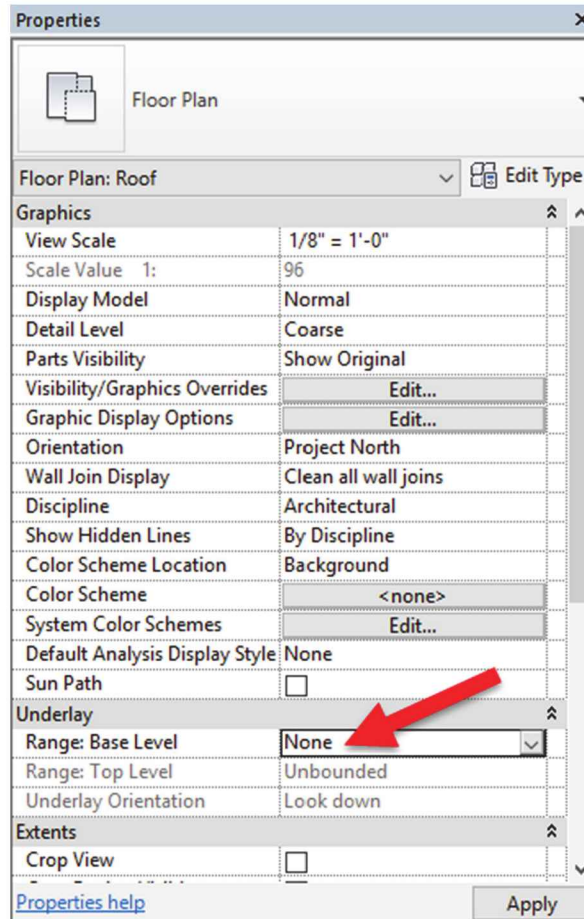 Properties
Floor Plan
Floor Plan: Roof Edit Type
Graphics
View Scale 1/8" = 1'-0"
Scale Value 1: 96
Display Model Normal
Detail Level Coarse
Parts Visibility Show Original
Visibility/Graphics Overrides Edit...
Graphic Display Options Edit...
Orientation Project North
Wall Join Display Clean all wall joins
Discipline Architectural
Show Hidden Lines By Discipline
Color Scheme Location Background
Color Scheme <none>
System Color Schemes Edit...
Default Analysis Display Style None
Sun Path
Underlay
Range: Base Level None
Range: Top Level Unbounded
Underlay Orientation Look down
Extents
Crop View
Properties help Apply